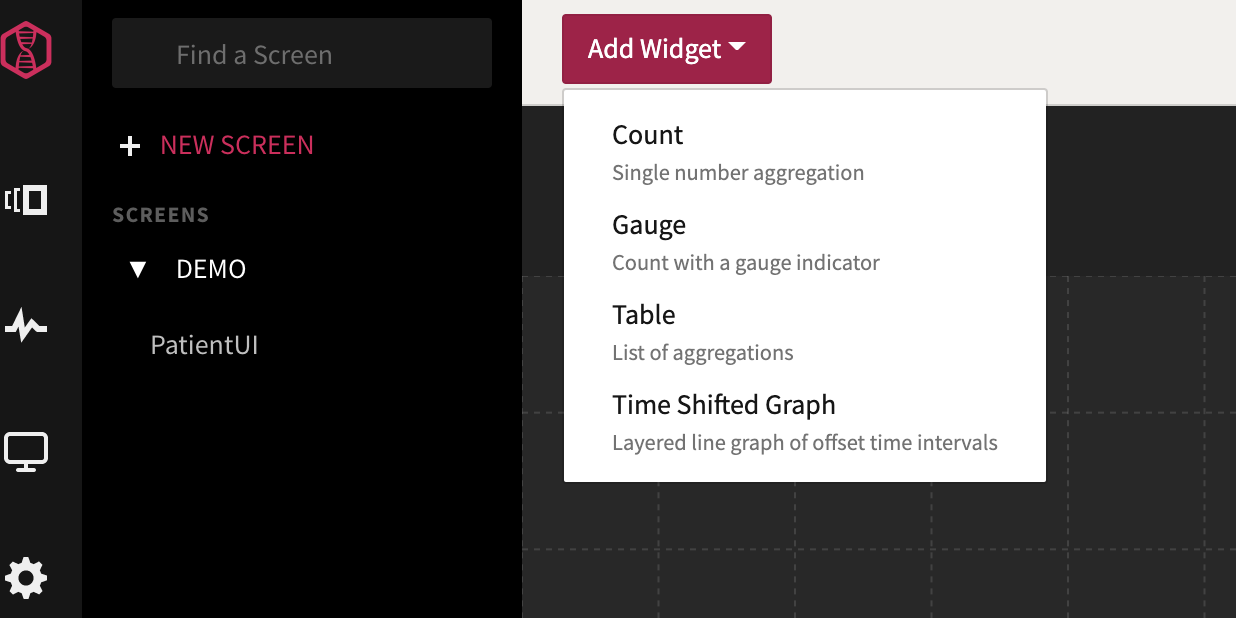 Find a Screen
NEW SCREEN
SCREENS
DEMO
PatientUI
Add Widget
Count
Single number aggregation
Gauge
Count with a gauge indicator
Table
List of aggregations
Time Shifted Graph
Layered line graph of offset time intervals